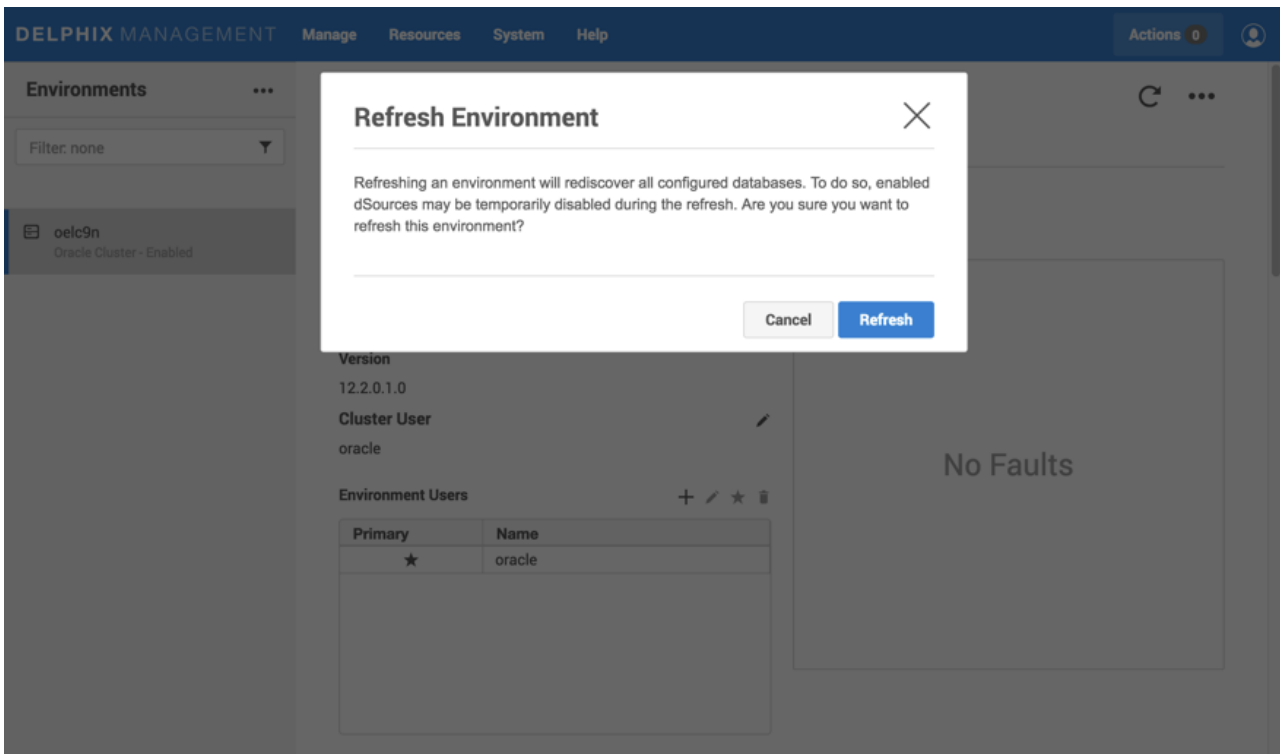 DELPHIX MANAGEMENT Manage Resources System Help Actions 0
Environments
Filter: none
oelc9n
Oracle Cluster - Enabled
Refresh Environment
Refreshing an environment will rediscover all configured databases. To do so, enabled
dSources may be temporarily disabled during the refresh. Are you sure you want to
refresh this environment?
Cancel Refresh
Version
12.2.0.1.0
Cluster User
oracle
Environment Users
Primary Name
oracle
No Faults